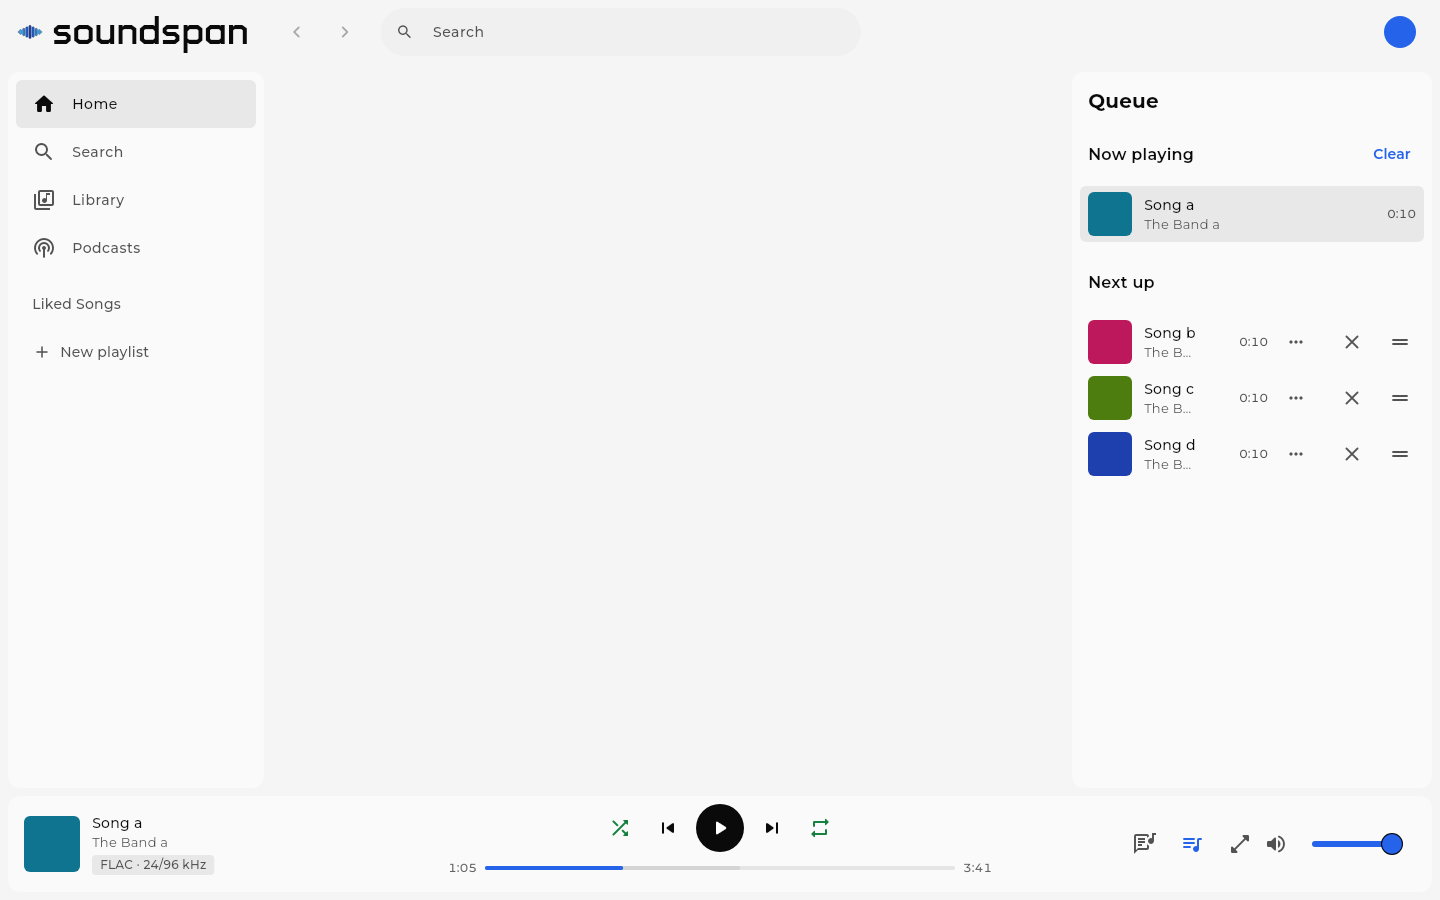 soundspan
Search
Home
Search
Library
Podcasts
Liked Songs
New playlist
Queue
Now playing
Clear
Song a
The Band a
0:10
Next up
Song b
The B...
0:10
Song c
The B...
0:10
Song d
The B...
0:10
Song a
The Band a
FLAC · 24/96 kHz
1:05
3:41